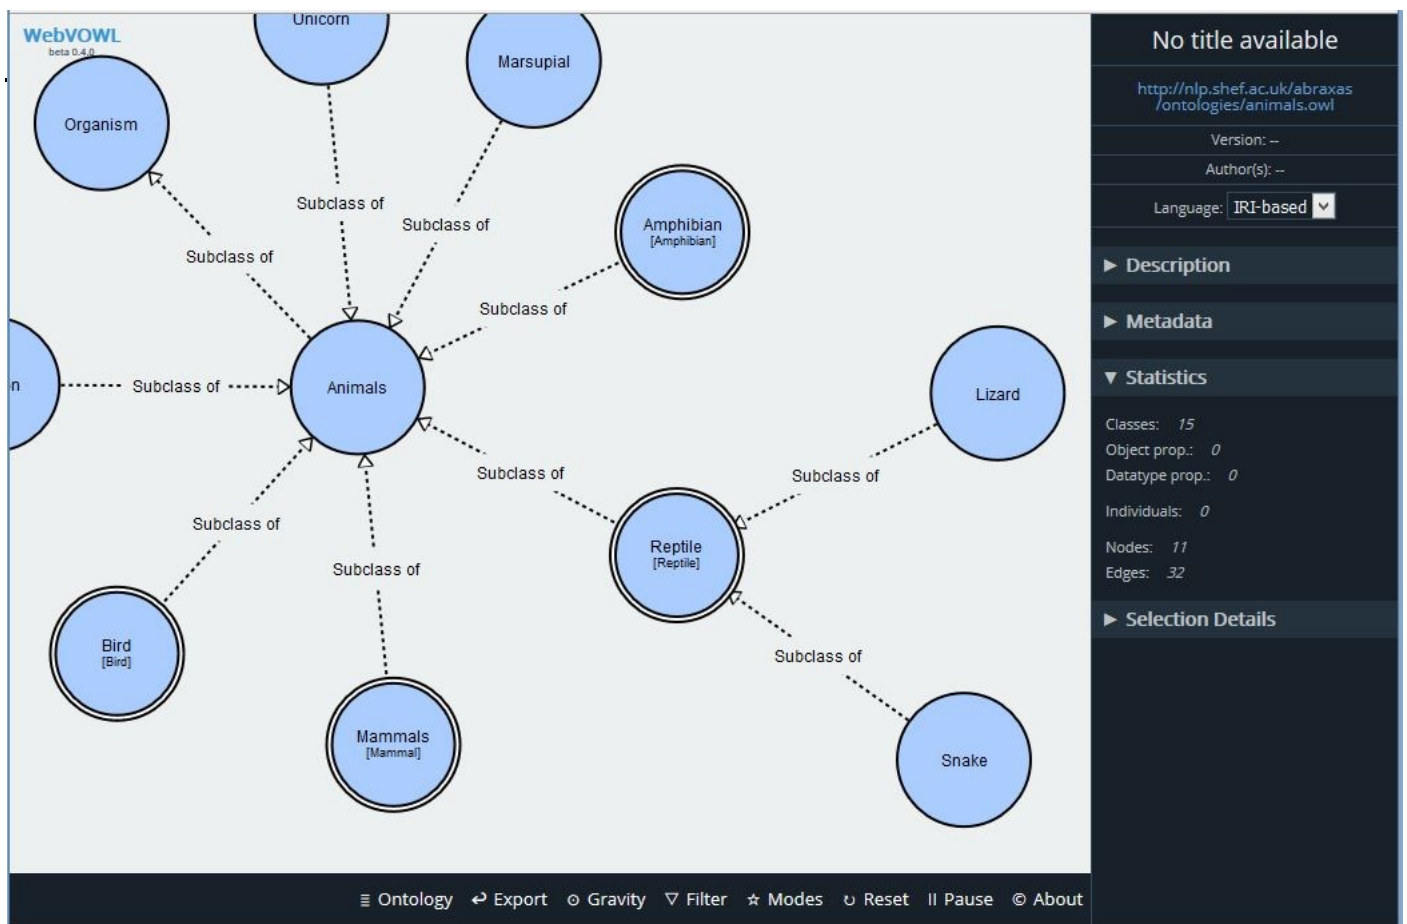 WebVOWL
beta 0.4.0
Unicorn
Marsupial
Organism
Amphibian
[Amphibian]
Subclass of
Subclass of
Subclass of
Subclass of
n
Subclass of
Animals
Lizard
Subclass of
Subclass of
Subclass of
Reptile
[Reptile]
Subclass of
Bird
[Bird]
Subclass of
Mammals
[Mammal]
Snake
No title available
http://nlp.shef.ac.uk/abraxas
/ontologies/animals.owl
Version: --
Author(s): --
Language: IRI-based
► Description
► Metadata
▼ Statistics
Classes: 15
Object prop.: 0
Datatype prop.: 0
Individuals: 0
Nodes: 11
Edges: 32
► Selection Details
Ontology Export Gravity Filter Modes Reset Pause © About